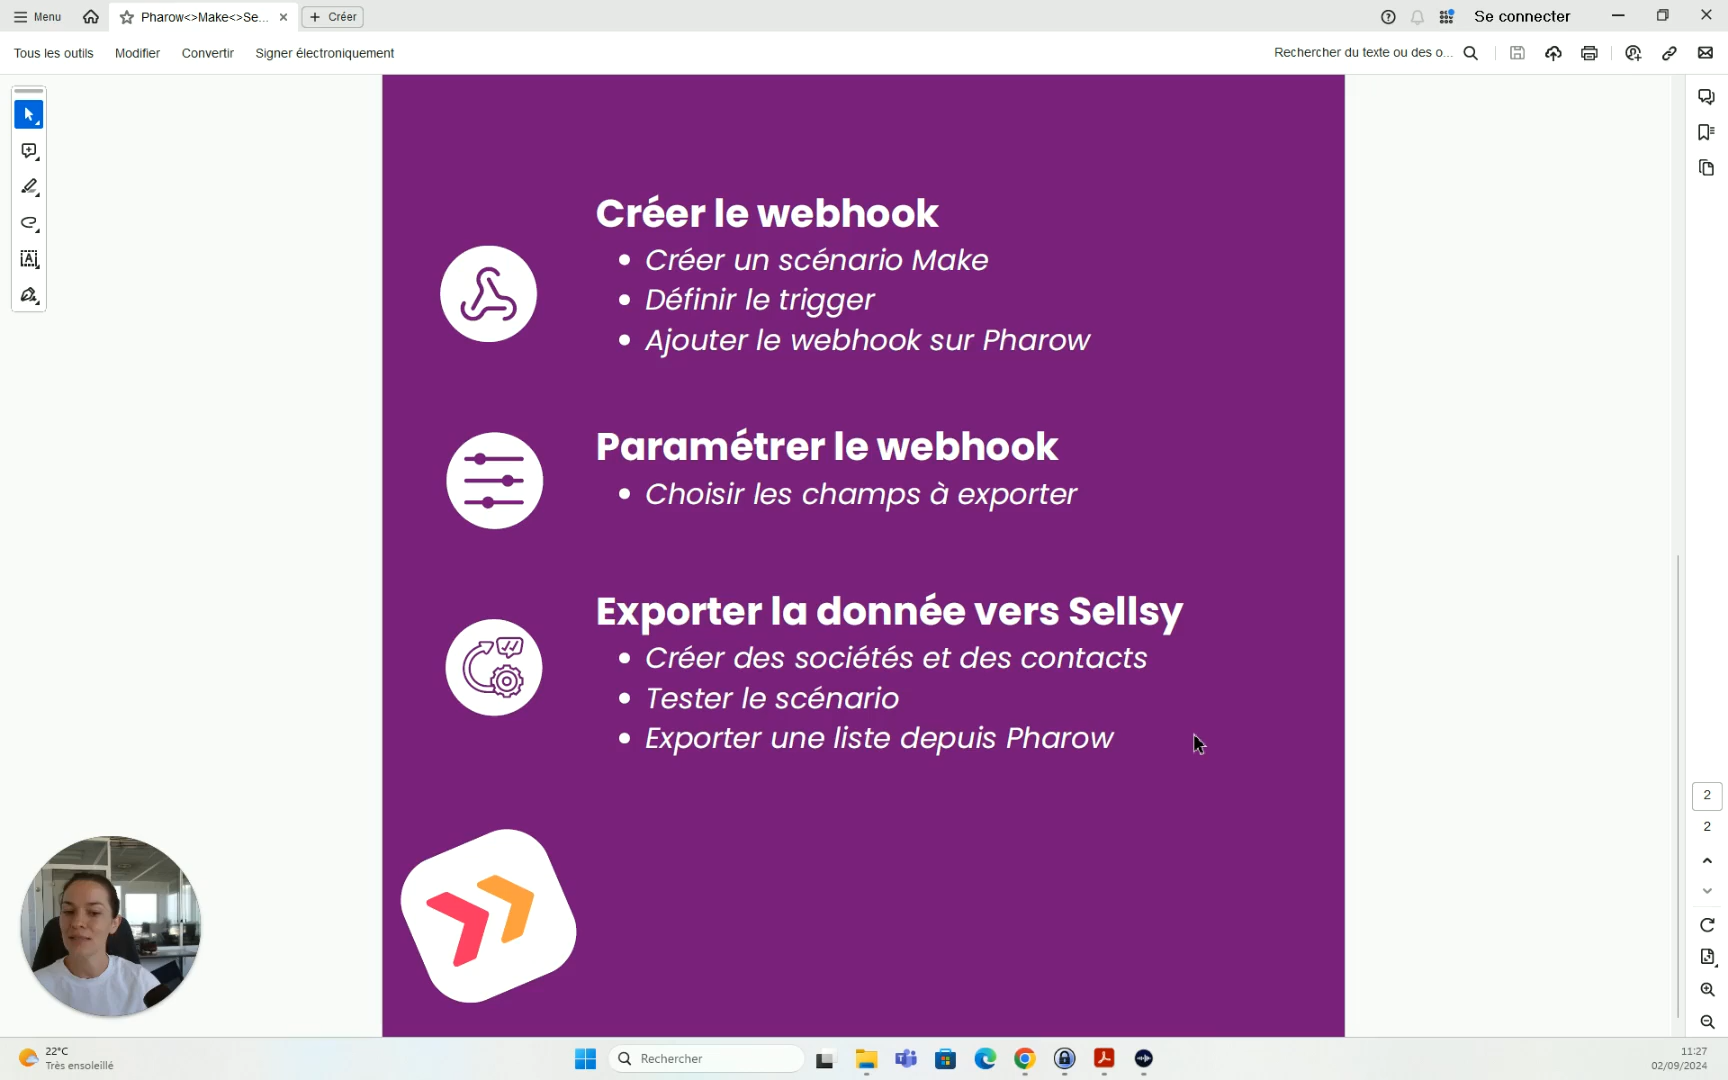 Menu
Pharow<>Make<>Se...
Créer
Se connecter
Tous les outils
Modifier
Convertir
Signer électroniquement
Rechercher du texte ou des o...
Créer le webhook
• Créer un scénario Make
• Définir le trigger
• Ajouter le webhook sur Pharow
Paramétrer le webhook
• Choisir les champs à exporter
Exporter la donnée vers Sellsy
• Créer des sociétés et des contacts
• Tester le scénario
• Exporter une liste depuis Pharow
2
2
22°C
Très ensoleillé
Rechercher
11:27
02/09/2024